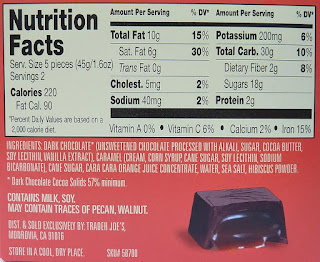 Nutrition
Facts
Serv. Size 5 pieces (45g/1.6oz)
Servings 2
Calories 220
Fat Cal. 90
*Percent Daily Values are based on a
2,000 calorie diet.
Amount Per Serving % DV*
Total Fat 10g 15%
Sat. Fat 6g 30%
Trans Fat 0g
Cholest. 5mg 2%
Sodium 40mg 2%
Amount Per Serving % DV*
Potassium 200mg 6%
Total Carb. 30g 10%
Dietary Fiber 2g 8%
Sugars 18g
Protein 2g
Vitamin A 0% • Vitamin C 6% • Calcium 2% • Iron 15%
INGREDIENTS: DARK CHOCOLATE* (UNSWEETENED CHOCOLATE PROCESSED WITH ALKALI, SUGAR, COCOA BUTTER,
SOY LECITHIN, VANILLA EXTRACT), CARAMEL (CREAM, CORN SYRUP, CANE SUGAR, SOY LECITHIN, SODIUM
BICARBONATE), CANE SUGAR, CARA CARA ORANGE JUICE CONCENTRATE, WATER, SEA SALT, HIBISCUS POWDER.
* Dark Chocolate Cocoa Solids 57% minimum.
CONTAINS MILK, SOY.
MAY CONTAIN TRACES OF PECAN, WALNUT.
DIST. & SOLD EXCLUSIVELY BY: TRADER JOE'S,
MONROVIA, CA 91016
STORE IN A COOL, DRY PLACE. SKU# 58700